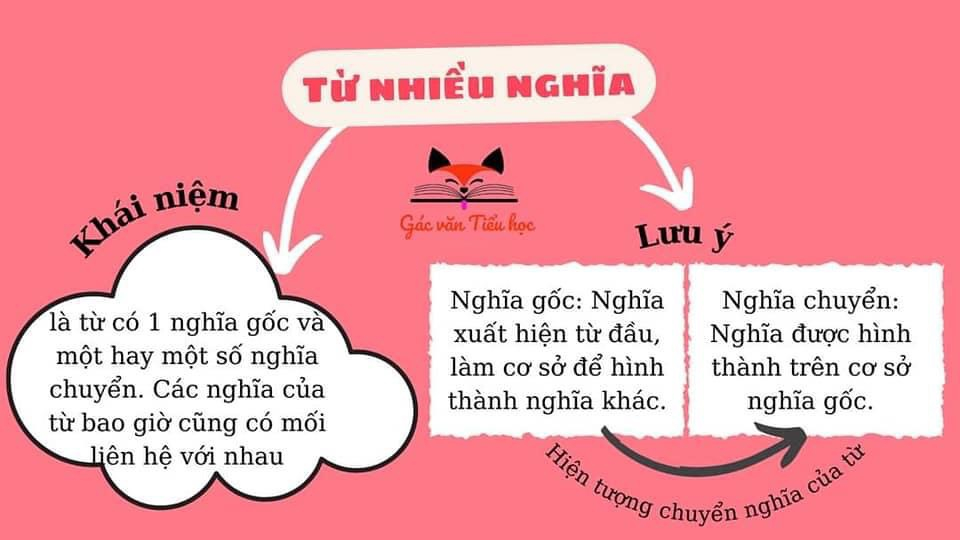 TỪ NHIỀU NGHĨA
Gác văn Tiểu học
Khái niệm
là từ có 1 nghĩa gốc và
một hay một số nghĩa
chuyển. Các nghĩa của
từ bao giờ cũng có mối
liên hệ với nhau
Lưu ý
Nghĩa gốc: Nghĩa
xuất hiện từ đầu,
làm cơ sở để hình
thành nghĩa khác.
Nghĩa chuyển:
Nghĩa được hình
thành trên cơ sở
nghĩa gốc.
Hiện tượng chuyển nghĩa của từ